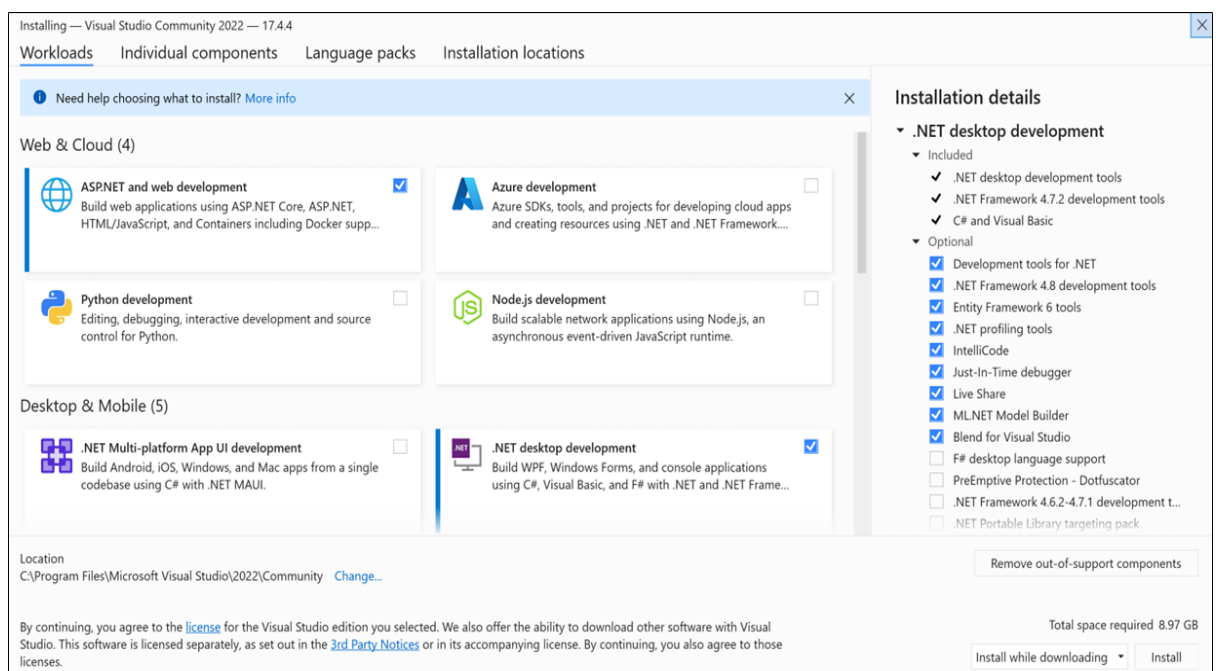 Installing — Visual Studio Community 2022 — 17.4.4
Workloads Individual components Language packs Installation locations
Need help choosing what to install? More info
Web & Cloud (4)
ASP.NET and web development
Build web applications using ASP.NET Core, ASP.NET,
HTML/JavaScript, and Containers including Docker supp...
Azure development
Azure SDKs, tools, and projects for developing cloud apps
and creating resources using .NET and .NET Framework....
Python development
Editing, debugging, interactive development and source
control for Python.
Node.js development
Build scalable network applications using Node.js, an
asynchronous event-driven JavaScript runtime.
Desktop & Mobile (5)
.NET Multi-platform App UI development
Build Android, iOS, Windows, and Mac apps from a single
codebase using C# with .NET MAUI.
.NET desktop development
Build WPF, Windows Forms, and console applications
using C#, Visual Basic, and F# with .NET and .NET Frame...
Installation details
.NET desktop development
Included
.NET desktop development tools
.NET Framework 4.7.2 development tools
C# and Visual Basic
Optional
Development tools for .NET
.NET Framework 4.8 development tools
Entity Framework 6 tools
.NET profiling tools
IntelliCode
Just-In-Time debugger
Live Share
ML.NET Model Builder
Blend for Visual Studio
F# desktop language support
PreEmptive Protection - Dotfuscator
.NET Framework 4.6.2-4.7.1 development t...
.NET Portable Library targeting pack
Location
C:\Program Files\Microsoft Visual Studio\2022\Community Change...
Remove out-of-support components
By continuing, you agree to the license for the Visual Studio edition you selected. We also offer the ability to download other software with Visual
Studio. This software is licensed separately, as set out in the 3rd Party Notices or in its accompanying license. By continuing, you also agree to those
licenses.
Total space required 8.97 GB
Install while downloading Install